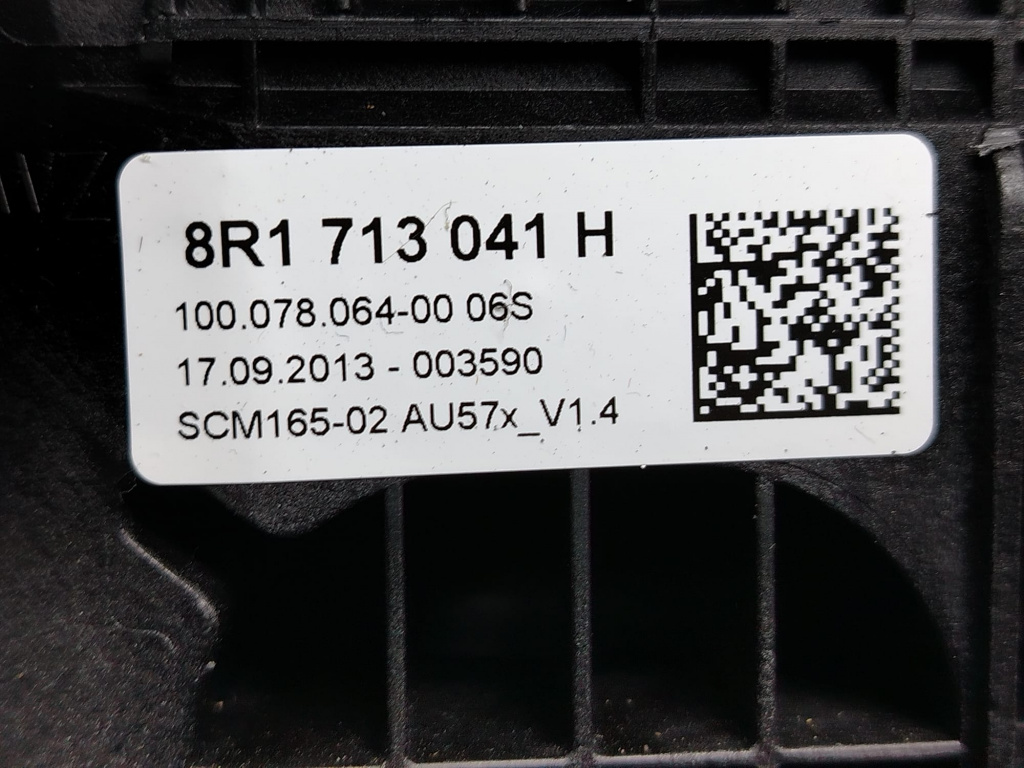 8R1 713 041 H
100.078.064-00 06S
17.09.2013 - 003590
SCM165-02 AU57x_V1.4